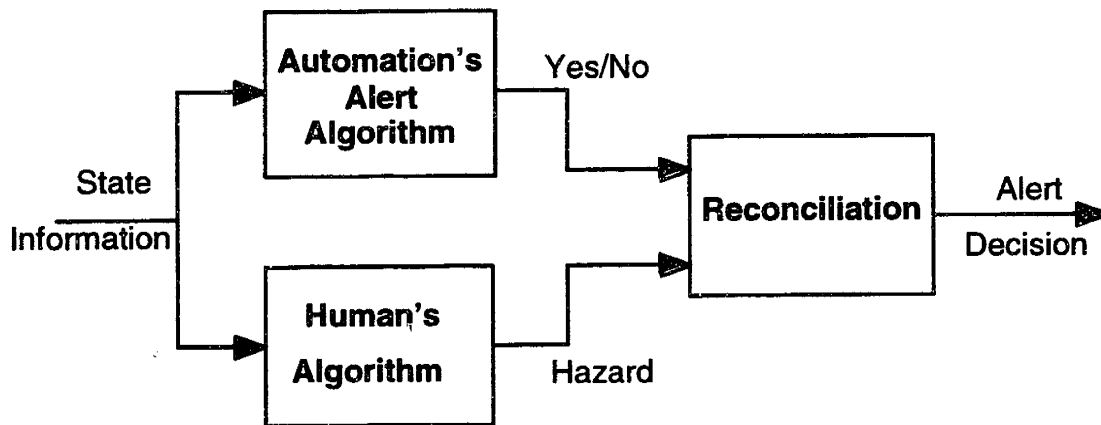 Automation's
Alert
Algorithm
Yes/No
State
Information
Reconciliation
Alert
Decision
Human's
Algorithm
Hazard